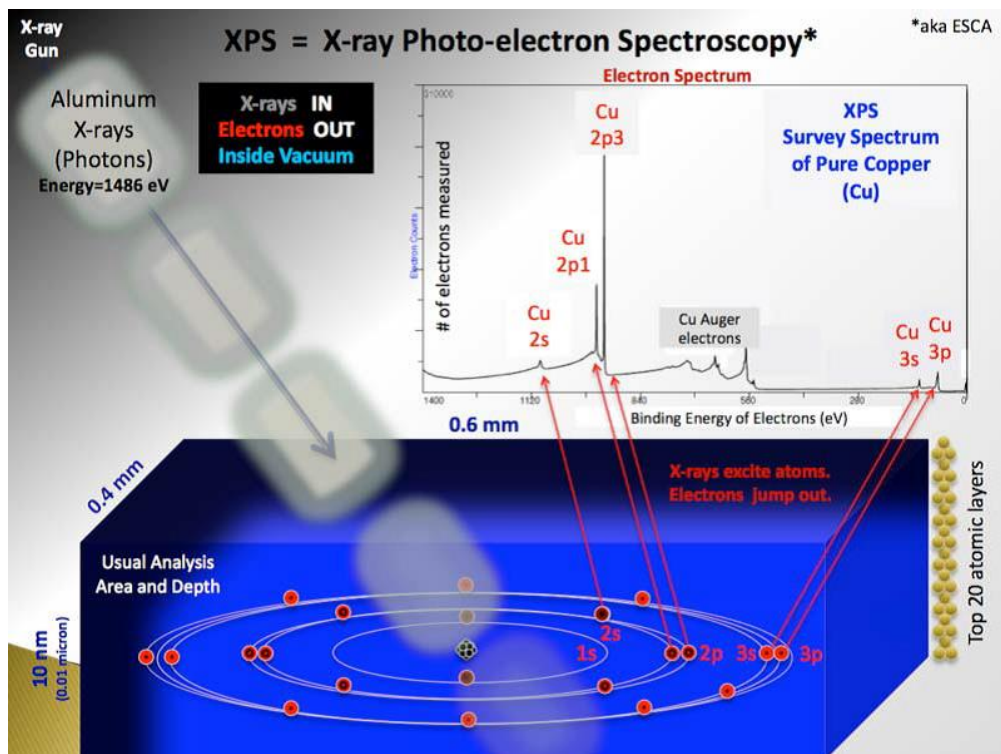 X-ray
Gun
XPS = X-ray Photo-electron Spectroscopy*
*aka ESCA
Aluminum
X-rays
(Photons)
Energy=1486 eV
X-rays IN
Electrons OUT
Inside Vacuum
Electron Spectrum
# of electrons measured
Electron Counts
Cu
2p3
Cu
2p1
Cu
2s
Cu Auger
electrons
Cu
3s
Cu
3p
XPS
Survey Spectrum
of Pure Copper
(Cu)
1400
1120
840
560
280
0
Binding Energy of Electrons (eV)
0.6 mm
0.4 mm
X-rays excite atoms.
Electrons jump out.
Usual Analysis
Area and Depth
10 nm
(0.01 micron)
1s
2s
2p
3s
3p
Top 20 atomic layers